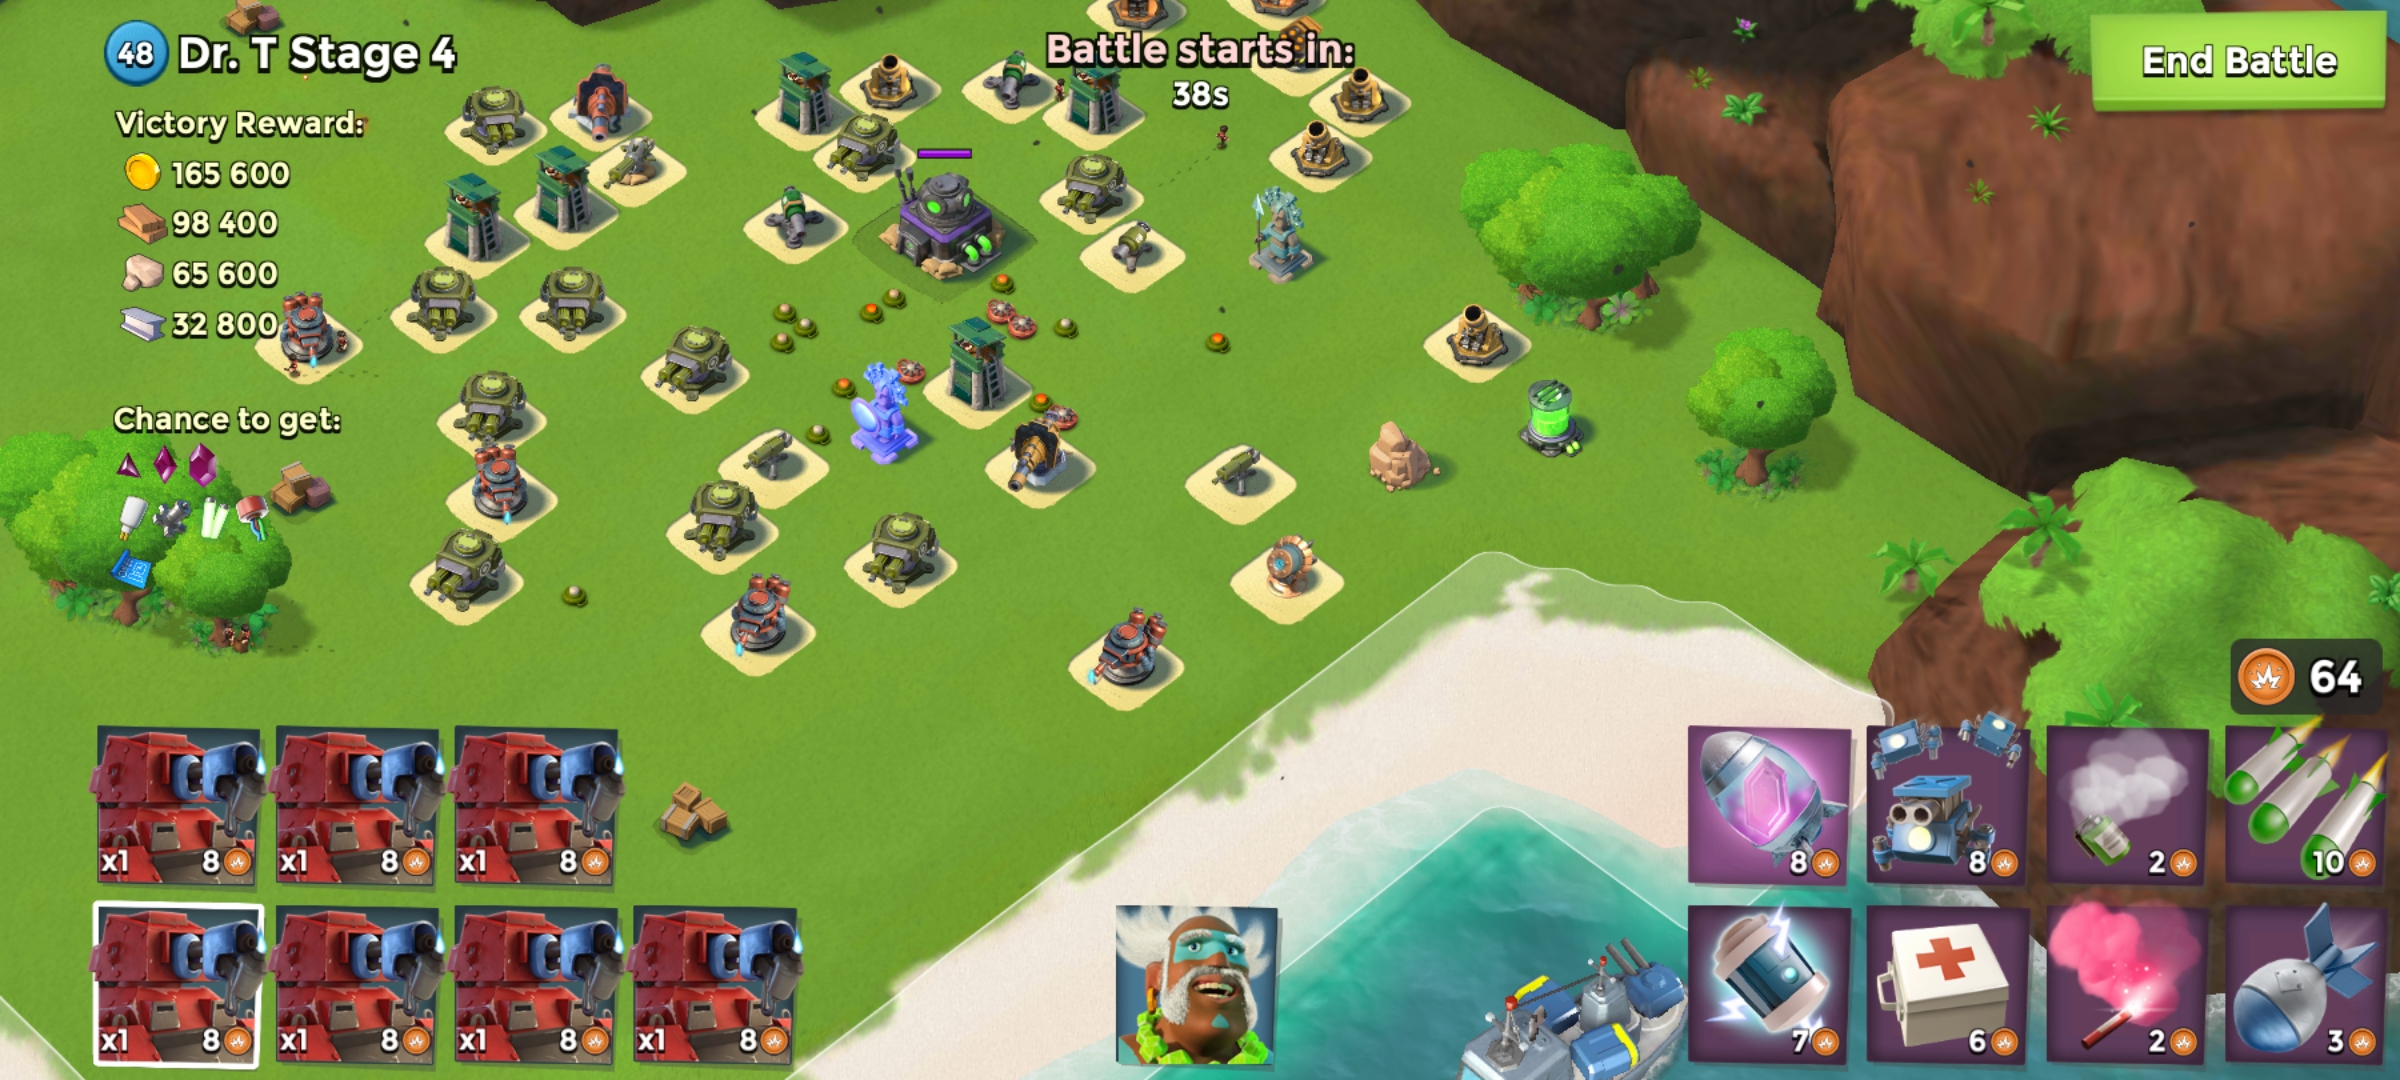 48 Dr. T Stage 4
Battle starts in:
38s
End Battle
Victory Reward:
165 600
98 400
65 600
32 800
Chance to get:
64
x1 8
x1 8
x1 8
8
8
2
10
x1 8
x1 8
x1 8
x1 8
7
6
2
3